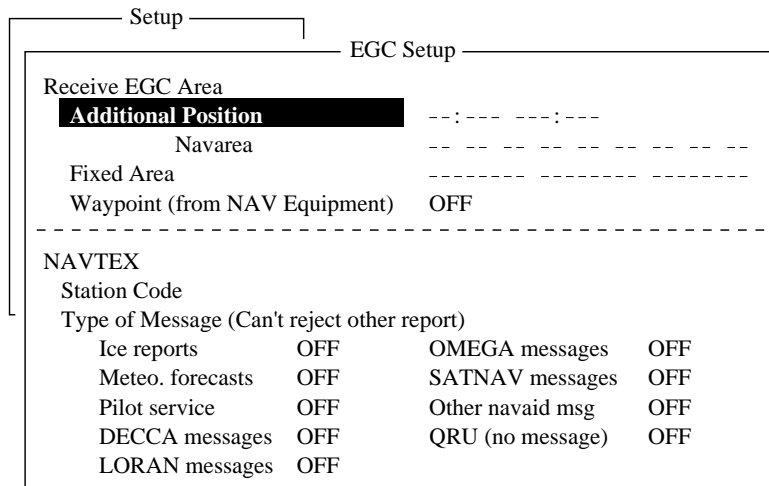 Setup
EGC Setup
Receive EGC Area
Additional Position --:--- ---:---
Navarea -- -- -- -- -- -- -- --
Fixed Area -------- -------- --------
Waypoint (from NAV Equipment) OFF
NAVTEX
Station Code
Type of Message (Can't reject other report)
Ice reports OFF OMEGA messages OFF
Meteo. forecasts OFF SATNAV messages OFF
Pilot service OFF Other navaid msg OFF
DECCA messages OFF QRU (no message) OFF
LORAN messages OFF